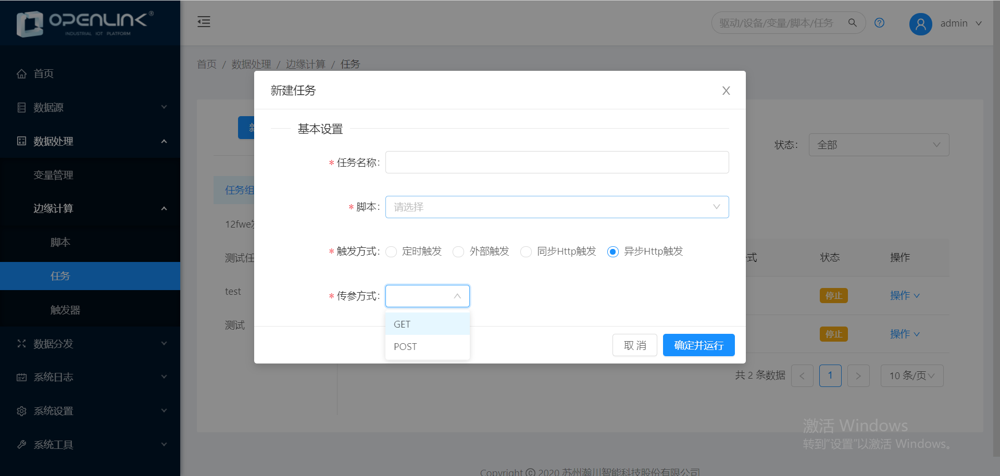 OPENLINK®
INDUSTRIAL IOT PLATFORM
驱动/设备/变量/脚本/任务
admin
首页
数据源
数据处理
变量管理
边缘计算
脚本
任务
触发器
数据分发
系统日志
系统设置
系统工具
首页 / 数据处理 / 边缘计算 / 任务
新建任务
基本设置
* 任务名称:
* 脚本: 请选择
* 触发方式: 定时触发 外部触发 同步Http触发 异步Http触发
* 传参方式:
GET
POST
取 消 确定并运行
状态: 全部
任务组
12fwe
测试任
test
测试
式 状态 操作
停止 操作
停止 操作
共 2 条数据 < 1 > 10 条/页
激活 Windows
转到“设置”以激活 Windows。
Copyright © 2020 苏州瀚川智能科技股份有限公司